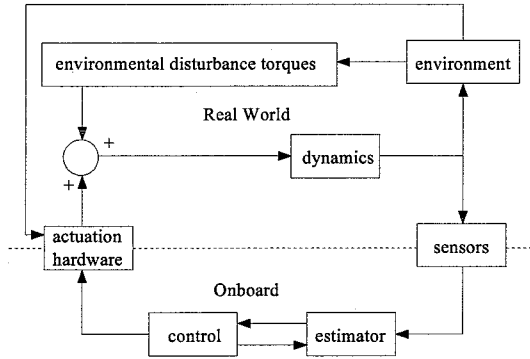 environmental disturbance torques
environment
Real World
+
dynamics
+
actuation
hardware
sensors
Onboard
control
estimator